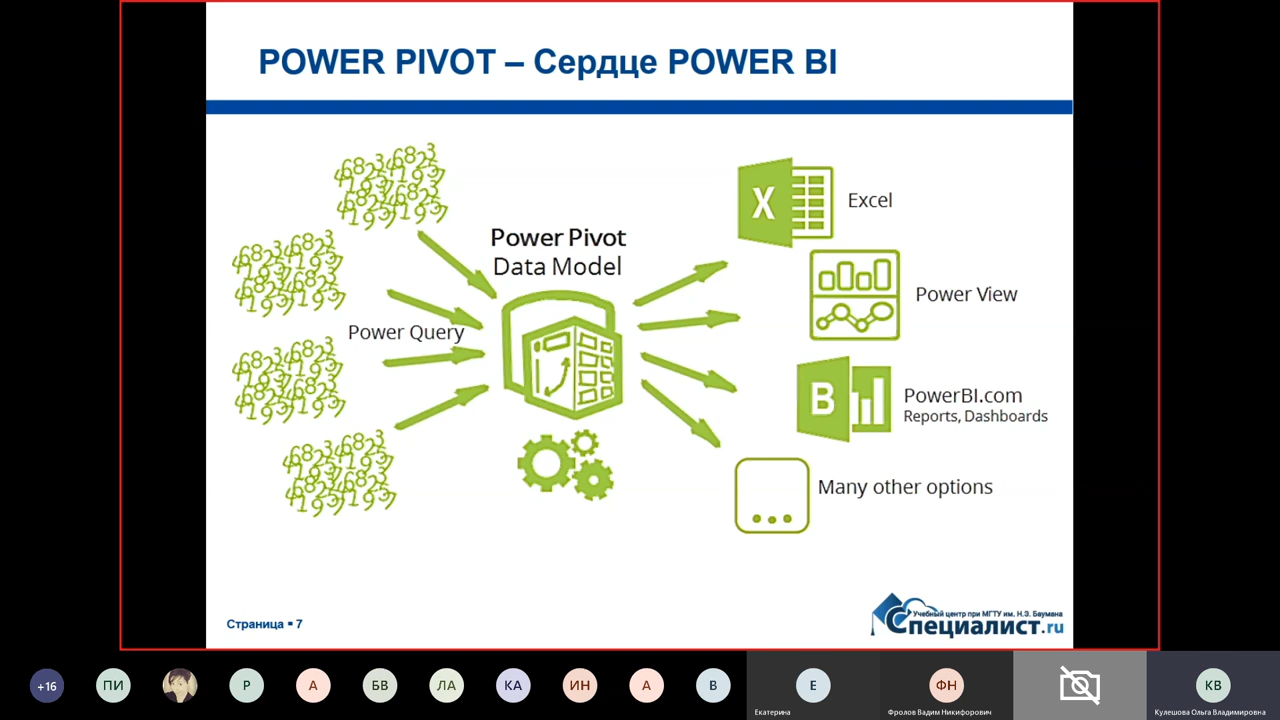 POWER PIVOT – Сердце POWER BI
Power Pivot
Data Model
Power Query
X
Excel
Power View
B
PowerBI.com
Reports, Dashboards
Many other options
Страница ▪ 7
Учебный центр при МГТУ им. Н.Э. Баумана
Специалист.ru
+16
ПИ
Р
А
БВ
ЛА
КА
ИН
А
В
Е
Екатерина
ФН
Фролов Вадим Никифорович
КВ
Кулешова Ольга Владимировна